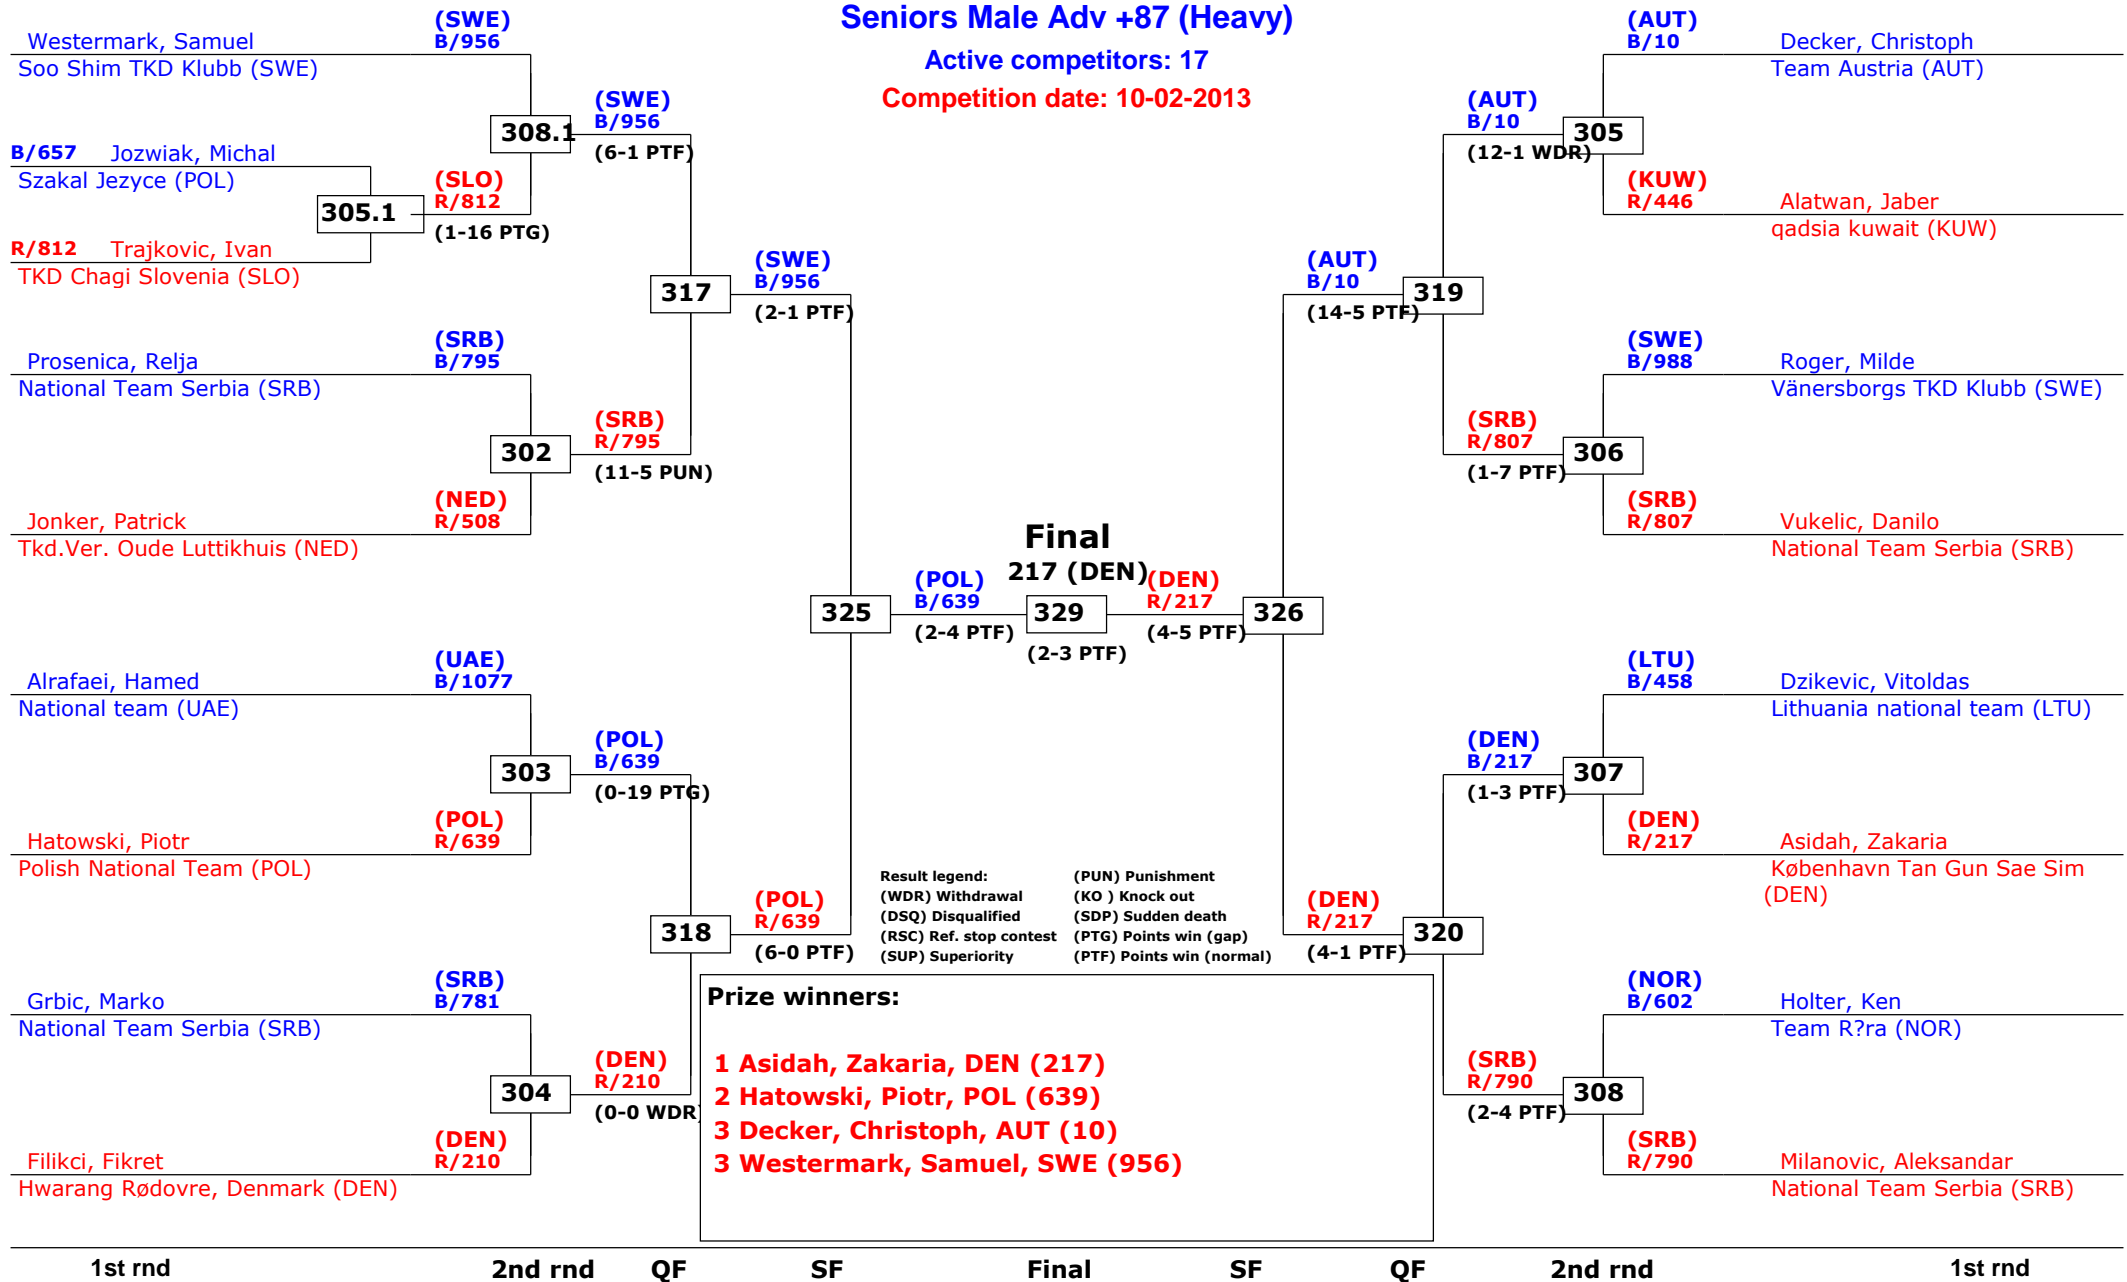 Seniors Male Adv +87 (Heavy)
Active competitors: 17
Competition date: 10-02-2013
Westermark, Samuel
Soo Shim TKD Klubb (SWE)
(SWE)
B/956
B/657 Jozwiak, Michal
Szakal Jezyce (POL)
305.1
R/812 Trajkovic, Ivan
TKD Chagi Slovenia (SLO)
(SLO)
R/812
(1-16 PTG)
308.1
(SWE)
B/956
(6-1 PTF)
Prosenica, Relja
National Team Serbia (SRB)
(SRB)
B/795
302
Jonker, Patrick
Tkd.Ver. Oude Luttikhuis (NED)
(NED)
R/508
(SRB)
R/795
(11-5 PUN)
317
(SWE)
B/956
(2-1 PTF)
Alrafaei, Hamed
National team (UAE)
(UAE)
B/1077
303
Hatowski, Piotr
Polish National Team (POL)
(POL)
R/639
(POL)
B/639
(0-19 PTG)
Grbic, Marko
National Team Serbia (SRB)
(SRB)
B/781
304
Filikci, Fikret
Hwarang Rødovre, Denmark (DEN)
(DEN)
R/210
(DEN)
R/210
(0-0 WDR)
318
(POL)
R/639
(6-0 PTF)
325
(POL)
B/639
(2-4 PTF)
Final
217 (DEN)
329
(2-3 PTF)
(DEN)
R/217
(4-5 PTF)
326
(AUT)
B/10
(14-5 PTF)
319
(AUT)
B/10
(12-1 WDR)
305
(AUT)
B/10
Decker, Christoph
Team Austria (AUT)
(KUW)
R/446
Alatwan, Jaber
qadsia kuwait (KUW)
(SWE)
B/988
Roger, Milde
Vänersborgs TKD Klubb (SWE)
(SRB)
R/807
(1-7 PTF)
306
(SRB)
R/807
Vukelic, Danilo
National Team Serbia (SRB)
(LTU)
B/458
Dzikevic, Vitoldas
Lithuania national team (LTU)
(DEN)
B/217
(1-3 PTF)
307
(DEN)
R/217
Asidah, Zakaria
København Tan Gun Sae Sim
(DEN)
(DEN)
R/217
(4-1 PTF)
320
(NOR)
B/602
Holter, Ken
Team R?ra (NOR)
(SRB)
R/790
(2-4 PTF)
308
(SRB)
R/790
Milanovic, Aleksandar
National Team Serbia (SRB)
Result legend: (PUN) Punishment
(WDR) Withdrawal (KO ) Knock out
(DSQ) Disqualified (SDP) Sudden death
(RSC) Ref. stop contest (PTG) Points win (gap)
(SUP) Superiority (PTF) Points win (normal)
Prize winners:
1 Asidah, Zakaria, DEN (217)
2 Hatowski, Piotr, POL (639)
3 Decker, Christoph, AUT (10)
3 Westermark, Samuel, SWE (956)
1st rnd 2nd rnd QF SF Final SF QF 2nd rnd 1st rnd